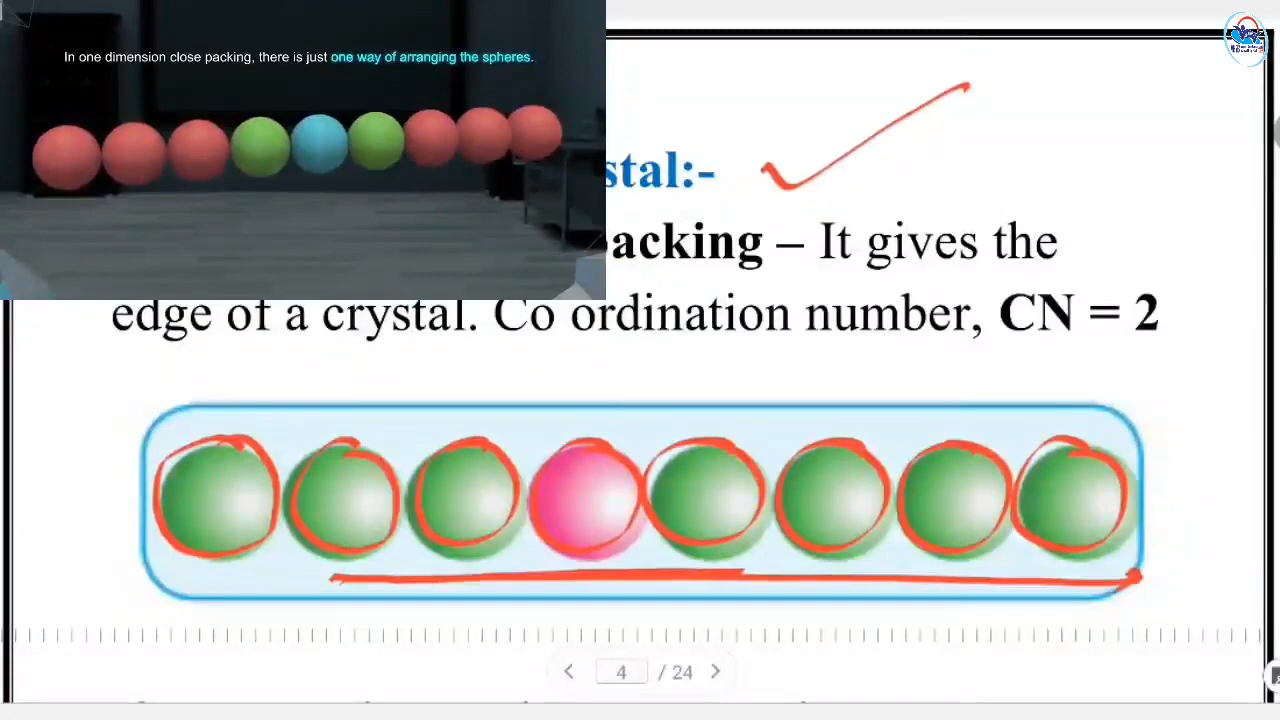 In one dimension close packing, there is just one way of arranging the spheres.
stal:-
packing – It gives the
edge of a crystal. Co ordination number, CN = 2
4 / 24